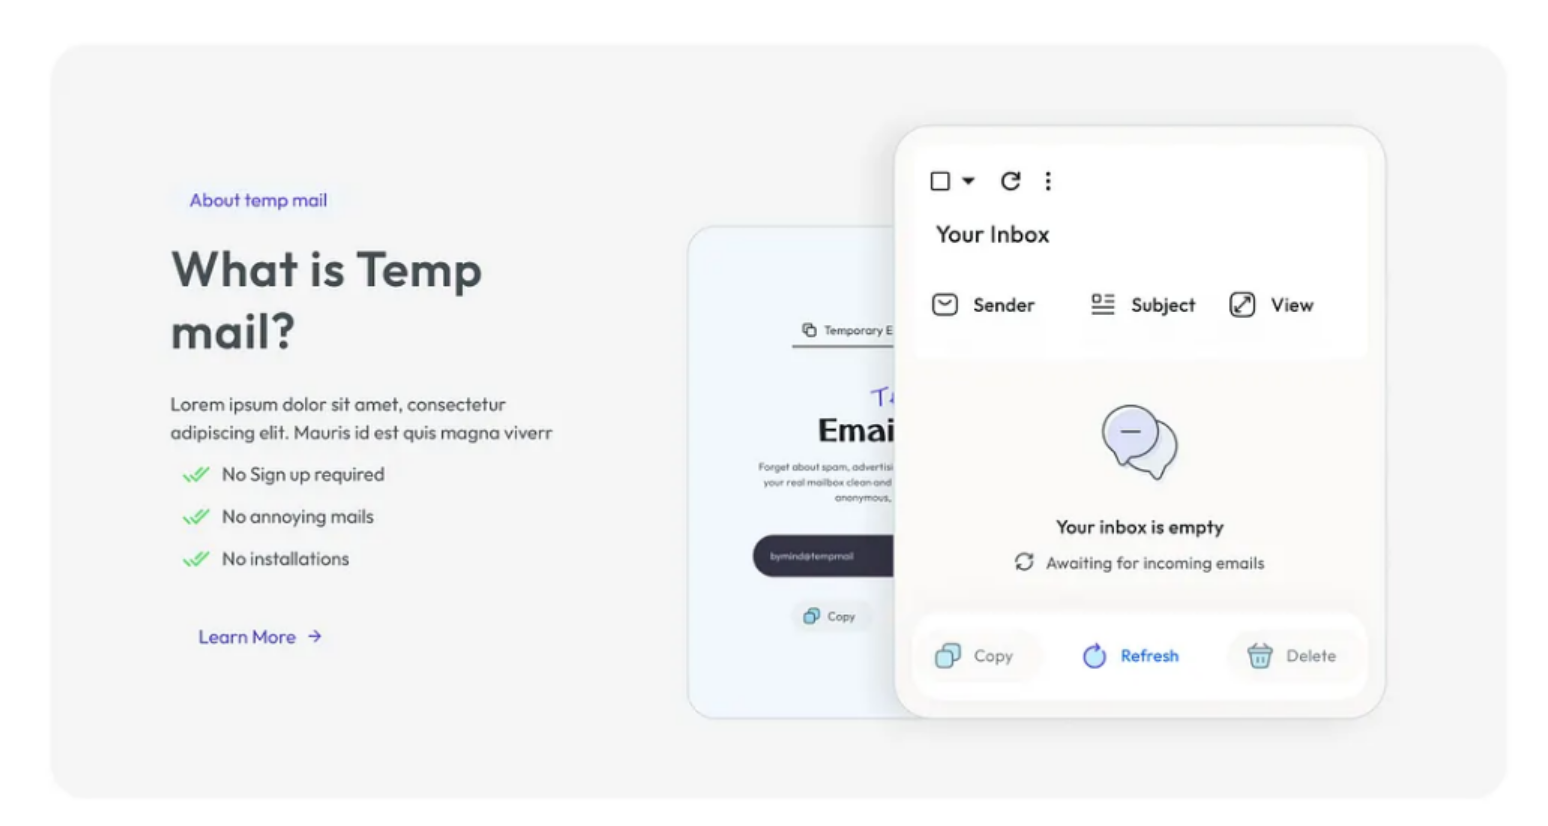 About temp mail
What is Temp
mail?
Lorem ipsum dolor sit amet, consectetur
adipiscing elit. Mauris id est quis magna viverr
No Sign up required
No annoying mails
No installations
Learn More
Temporary E
Emai
Forget about spam, advertisi
your real mailbox clean and
anonymous,
bymind@tempmail
Copy
Your Inbox
Sender Subject View
Your inbox is empty
Awaiting for incoming emails
Copy Refresh Delete